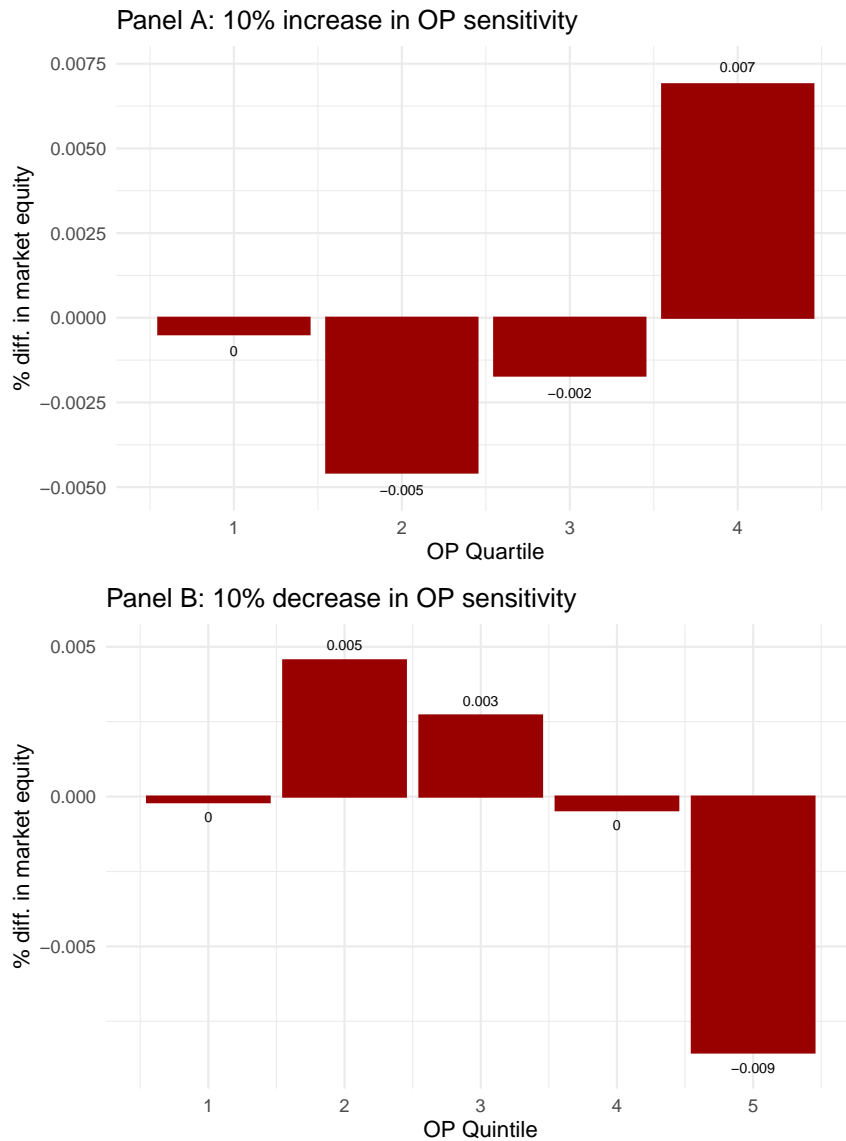 Panel A: 10% increase in OP sensitivity
0.0075
0.0050
0.0025
0.0000
−0.0025
−0.0050
% diff. in market equity
0
−0.005
−0.002
0.007
1 2 3 4
OP Quartile
Panel B: 10% decrease in OP sensitivity
0.005
0.000
−0.005
% diff. in market equity
0
0.005
0.003
0
−0.009
1 2 3 4 5
OP Quintile